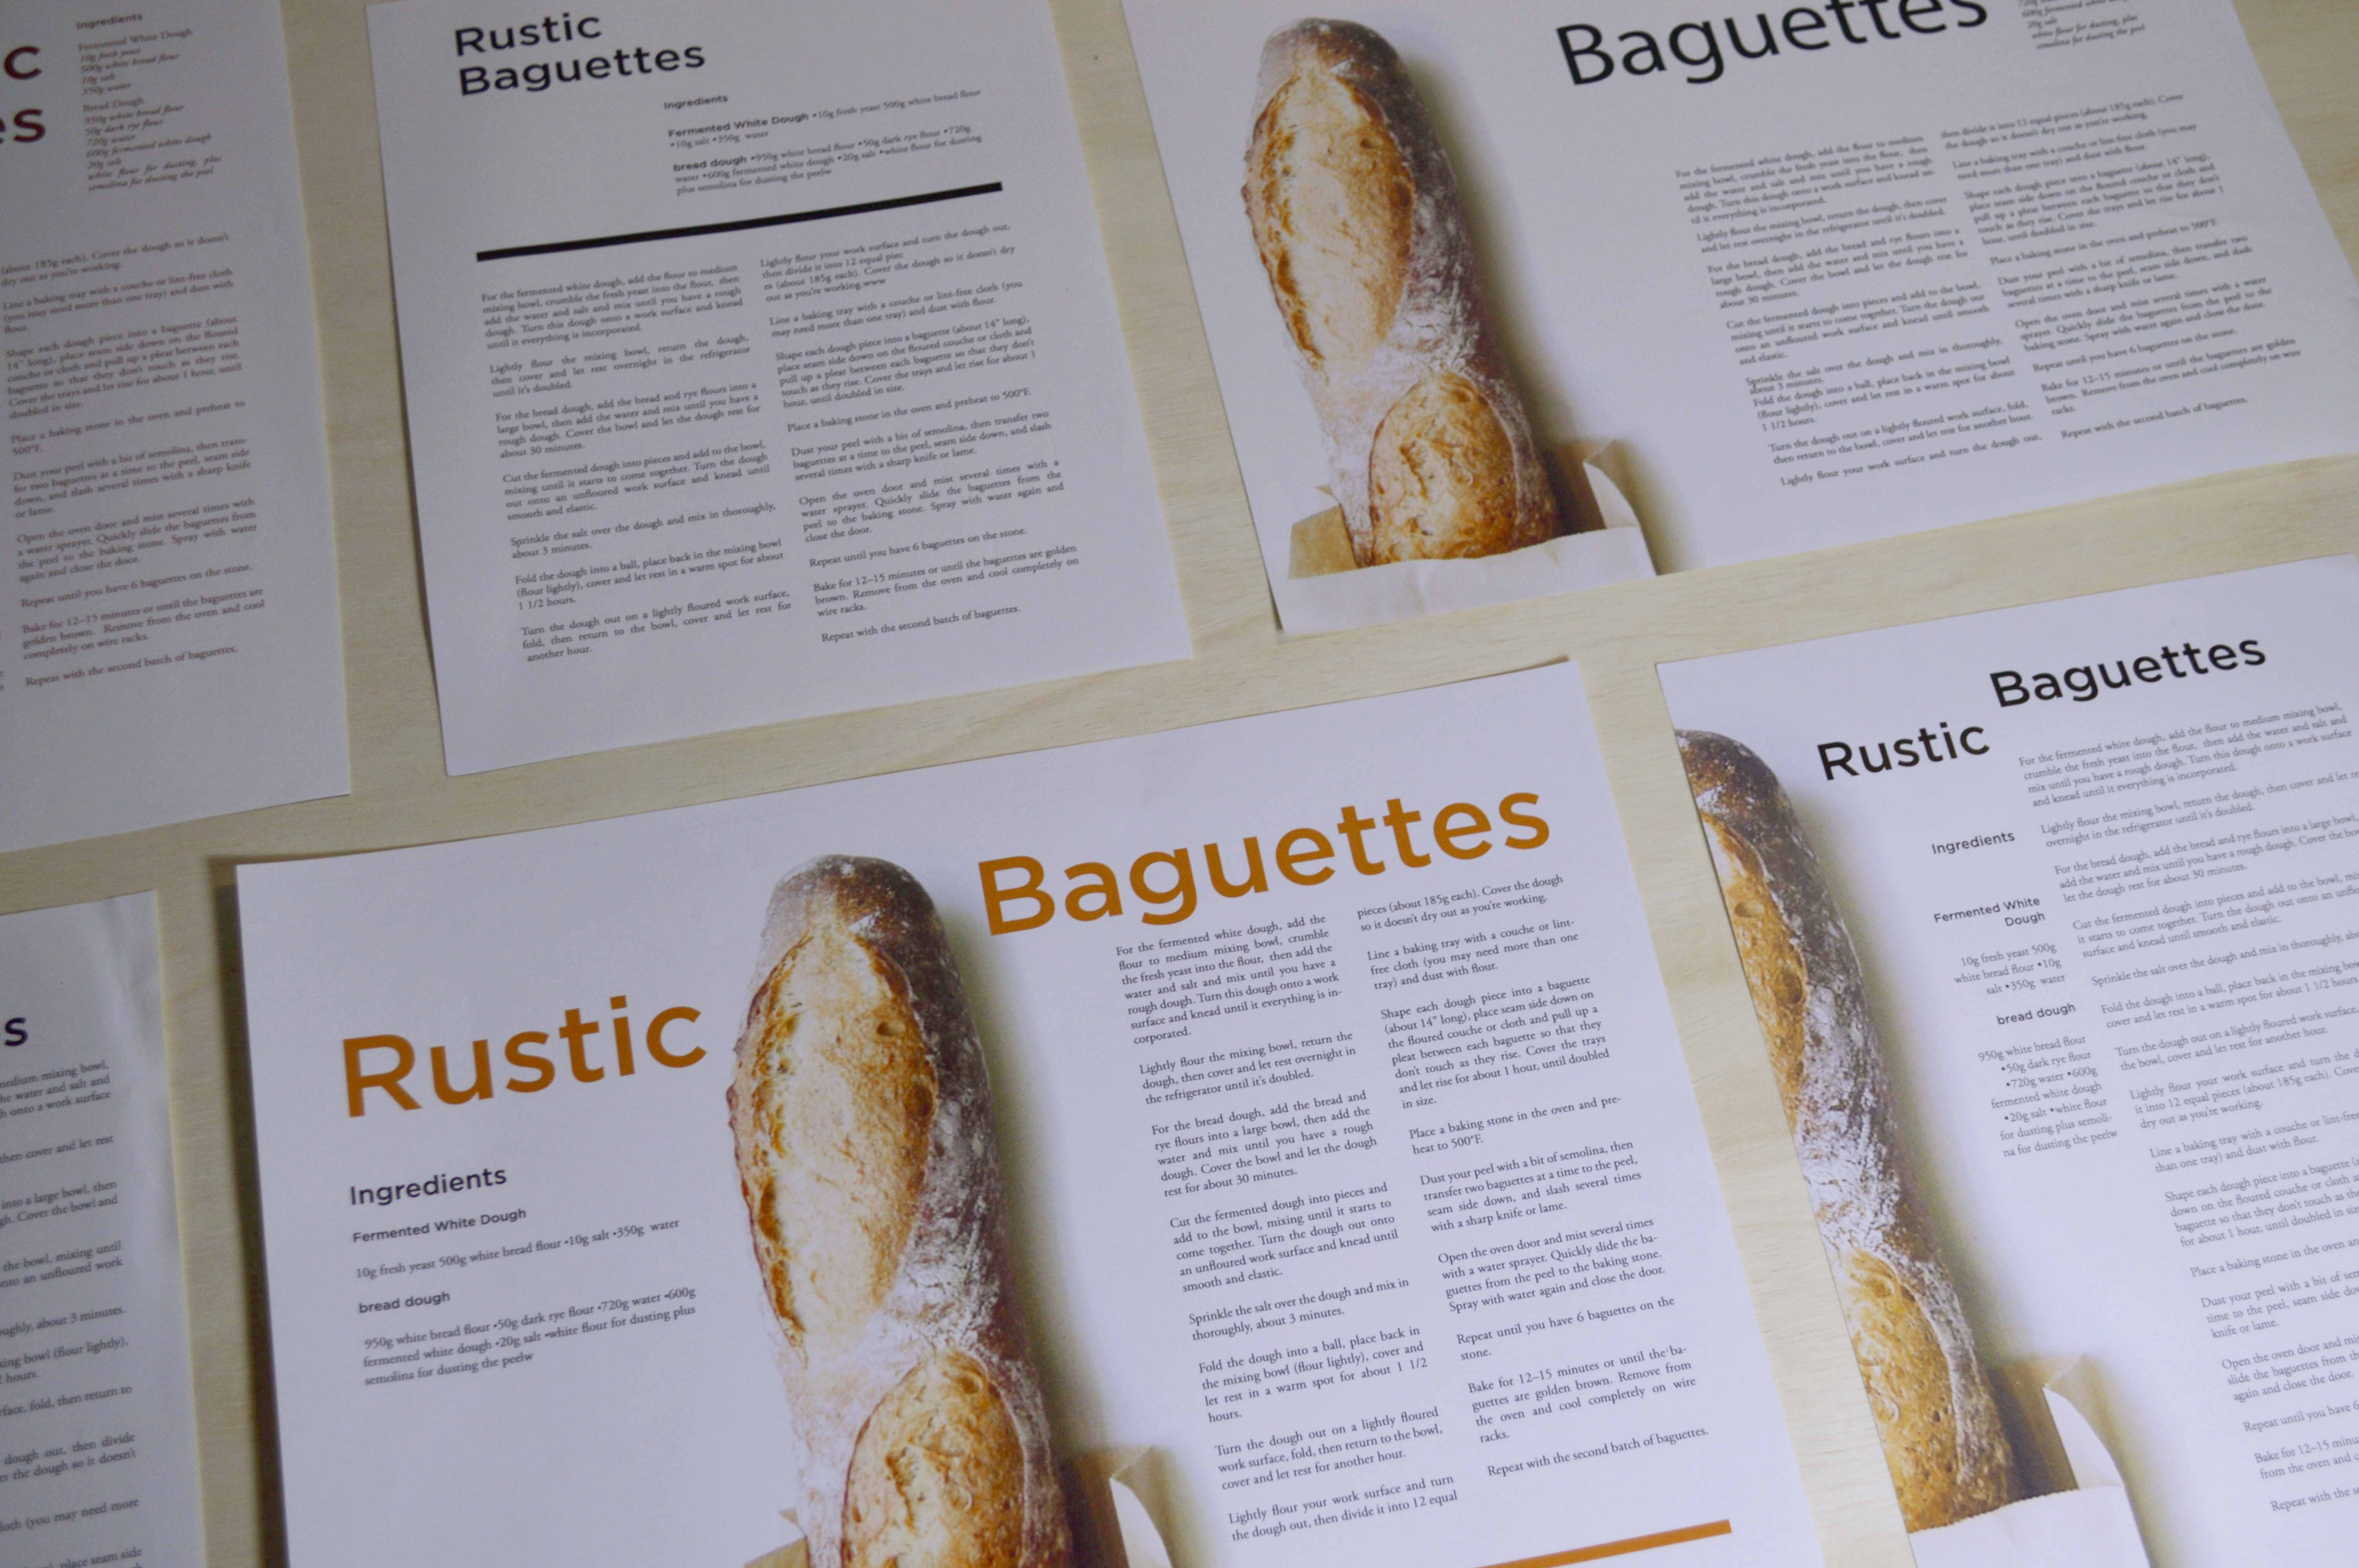 c
es
Ingredients
Fermented White Dough
10g fresh yeast
500g white bread flour
10g salt
350g water
Bread Dough
950g white bread flour
50g dark rye flour
720g water
600g fermented white dough
20g salt
white flour for dusting, plus
semolina for dusting the peel
(about 185g each). Cover the dough so it doesn't
dry out as you're working.
Line a baking tray with a couche or lint-free cloth
(you may need more than one tray) and dust with
flour.
Shape each dough piece into a baguette (about
14" long), place seam side down on the floured
couche or cloth and pull up a pleat between each
baguette so that they don't touch as they rise.
Cover the trays and let rise for about 1 hour, until
doubled in size.
Place a baking stone in the oven and preheat to
500°F.
Dust your peel with a bit of semolina, then trans-
fer two baguettes at a time to the peel, seam side
down, and slash several times with a sharp knife
or lame.
Open the oven door and mist several times with
a water sprayer. Quickly slide the baguettes from
the peel to the baking stone. Spray with water
again and close the door.
Repeat until you have 6 baguettes on the stone.
Bake for 12–15 minutes or until the baguettes are
golden brown. Remove from the oven and cool
completely on wire racks.
Repeat with the second batch of baguettes.
Rustic
Baguettes
Ingredients
Fermented White Dough •10g fresh yeast 500g white bread flour
•10g salt •350g water
bread dough •950g white bread flour •50g dark rye flour •720g
water •600g fermented white dough •20g salt •white flour for dusting
plus semolina for dusting the peelw
For the fermented white dough, add the flour to medium
mixing bowl, crumble the fresh yeast into the flour, then
add the water and salt and mix until you have a rough
dough. Turn this dough onto a work surface and knead
until it everything is incorporated.
Lightly flour the mixing bowl, return the dough,
then cover and let rest overnight in the refrigerator
until it's doubled.
For the bread dough, add the bread and rye flours into a
large bowl, then add the water and mix until you have a
rough dough. Cover the bowl and let the dough rest for
about 30 minutes.
Cut the fermented dough into pieces and add to the bowl,
mixing until it starts to come together. Turn the dough
out onto an unfloured work surface and knead until
smooth and elastic.
Sprinkle the salt over the dough and mix in thoroughly,
about 3 minutes.
Fold the dough into a ball, place back in the mixing bowl
(flour lightly), cover and let rest in a warm spot for about
1 1/2 hours.
Turn the dough out on a lightly floured work surface,
fold, then return to the bowl, cover and let rest for
another hour.
Lightly flour your work surface and turn the dough out,
then divide it into 12 equal piec
es (about 185g each). Cover the dough so it doesn't dry
out as you're working.www
Line a baking tray with a couche or lint-free cloth (you
may need more than one tray) and dust with flour.
Shape each dough piece into a baguette (about 14" long),
place seam side down on the floured couche or cloth and
pull up a pleat between each baguette so that they don't
touch as they rise. Cover the trays and let rise for about 1
hour, until doubled in size.
Place a baking stone in the oven and preheat to 500°F.
Dust your peel with a bit of semolina, then transfer two
baguettes at a time to the peel, seam side down, and slash
several times with a sharp knife or lame.
Open the oven door and mist several times with a
water sprayer. Quickly slide the baguettes from the
peel to the baking stone. Spray with water again and
close the door.
Repeat until you have 6 baguettes on the stone.
Bake for 12–15 minutes or until the baguettes are golden
brown. Remove from the oven and cool completely on
wire racks.
Repeat with the second batch of baguettes.
Baguettes
600g fermented white
20g salt
white flour for dusting, plus
semolina for dusting the peel
For the fermented white dough, add the flour to medium
mixing bowl, crumble the fresh yeast into the flour, then
add the water and salt and mix until you have a rough
dough. Turn this dough onto a work surface and knead un-
til it everything is incorporated.
Lightly flour the mixing bowl, return the dough, then cover
and let rest overnight in the refrigerator until it's doubled.
For the bread dough, add the bread and rye flours into a
large bowl, then add the water and mix until you have a
rough dough. Cover the bowl and let the dough rest for
about 30 minutes.
Cut the fermented dough into pieces and add to the bowl,
mixing until it starts to come together. Turn the dough out
onto an unfloured work surface and knead until smooth
and elastic.
Sprinkle the salt over the dough and mix in thoroughly,
about 3 minutes.
Fold the dough into a ball, place back in the mixing bowl
(flour lightly), cover and let rest in a warm spot for about
1 1/2 hours.
Turn the dough out on a lightly floured work surface, fold,
then return to the bowl, cover and let rest for another hour.
Lightly flour your work surface and turn the dough out,
then divide it into 12 equal pieces (about 185g each). Cover
the dough so it doesn't dry out as you're working.
Line a baking tray with a couche or lint-free cloth (you may
need more than one tray) and dust with flour.
Shape each dough piece into a baguette (about 14" long),
place seam side down on the floured couche or cloth and
pull up a pleat between each baguette so that they don't
touch as they rise. Cover the trays and let rise for about 1
hour, until doubled in size.
Place a baking stone in the oven and preheat to 500°F.
Dust your peel with a bit of semolina, then transfer two
baguettes at a time to the peel, seam side down, and slash
several times with a sharp knife or lame.
Open the oven door and mist several times with a water
sprayer. Quickly slide the baguettes from the peel to the
baking stone. Spray with water again and close the door.
Repeat until you have 6 baguettes on the stone.
Bake for 12–15 minutes or until the baguettes are golden
brown. Remove from the oven and cool completely on wire
racks.
Repeat with the second batch of baguettes.
s
medium mixing bowl,
the water and salt and
onto a work surface
then cover and let rest
into a large bowl, then
Cover the bowl and
the bowl, mixing until
onto an unfloured work
about 3 minutes.
bowl (flour lightly),
hours.
fold, then return to
dough out, then divide
the dough so it doesn't
(you may need more
place seam side
Rustic
Baguettes
Ingredients
Fermented White Dough
10g fresh yeast 500g white bread flour •10g salt •350g water
bread dough
950g white bread flour •50g dark rye flour •720g water •600g
fermented white dough •20g salt •white flour for dusting plus
semolina for dusting the peelw
For the fermented white dough, add the
flour to medium mixing bowl, crumble
the fresh yeast into the flour, then add the
water and salt and mix until you have a
rough dough. Turn this dough onto a work
surface and knead until it everything is in-
corporated.
Lightly flour the mixing bowl, return the
dough, then cover and let rest overnight in
the refrigerator until it's doubled.
For the bread dough, add the bread and
rye flours into a large bowl, then add the
water and mix until you have a rough
dough. Cover the bowl and let the dough
rest for about 30 minutes.
Cut the fermented dough into pieces and
add to the bowl, mixing until it starts to
come together. Turn the dough out onto
an unfloured work surface and knead until
smooth and elastic.
Sprinkle the salt over the dough and mix in
thoroughly, about 3 minutes.
Fold the dough into a ball, place back in
the mixing bowl (flour lightly), cover and
let rest in a warm spot for about 1 1/2
hours.
Turn the dough out on a lightly floured
work surface, fold, then return to the bowl,
cover and let rest for another hour.
Lightly flour your work surface and turn
the dough out, then divide it into 12 equal
pieces (about 185g each). Cover the dough
so it doesn't dry out as you're working.
Line a baking tray with a couche or lint-
free cloth (you may need more than one
tray) and dust with flour.
Shape each dough piece into a baguette
(about 14" long), place seam side down on
the floured couche or cloth and pull up a
pleat between each baguette so that they
don't touch as they rise. Cover the trays
and let rise for about 1 hour, until doubled
in size.
Place a baking stone in the oven and pre-
heat to 500°F.
Dust your peel with a bit of semolina, then
transfer two baguettes at a time to the peel,
seam side down, and slash several times
with a sharp knife or lame.
Open the oven door and mist several times
with a water sprayer. Quickly slide the ba-
guettes from the peel to the baking stone.
Spray with water again and close the door.
Repeat until you have 6 baguettes on the
stone.
Bake for 12–15 minutes or until the ba-
guettes are golden brown. Remove from
the oven and cool completely on wire
racks.
Repeat with the second batch of baguettes.
Rustic
Baguettes
Ingredients
Fermented White
Dough
10g fresh yeast 500g
white bread flour •10g
salt •350g water
bread dough
950g white bread flour
•50g dark rye flour
•720g water •600g
fermented white dough
•20g salt •white flour
for dusting plus semoli-
na for dusting the peelw
For the fermented white dough, add the flour to medium mixing bowl,
crumble the fresh yeast into the flour, then add the water and salt and
mix until you have a rough dough. Turn this dough onto a work surface
and knead until it everything is incorporated.
Lightly flour the mixing bowl, return the dough, then cover and let re
overnight in the refrigerator until it's doubled.
For the bread dough, add the bread and rye flours into a large bowl,
add the water and mix until you have a rough dough. Cover the bo
let the dough rest for about 30 minutes.
Cut the fermented dough into pieces and add to the bowl, mi
it starts to come together. Turn the dough out onto an unflo
surface and knead until smooth and elastic.
Sprinkle the salt over the dough and mix in thoroughly, abo
Fold the dough into a ball, place back in the mixing bow
cover and let rest in a warm spot for about 1 1/2 hours
Turn the dough out on a lightly floured work surface,
the bowl, cover and let rest for another hour.
Lightly flour your work surface and turn the d
it into 12 equal pieces (about 185g each). Cove
dry out as you're working.
Line a baking tray with a couche or lint-free
than one tray) and dust with flour.
Shape each dough piece into a baguette (a
down on the floured couche or cloth a
baguette so that they don't touch as the
for about 1 hour, until doubled in size
Place a baking stone in the oven an
Dust your peel with a bit of sem
time to the peel, seam side do
knife or lame.
Open the oven door and mi
slide the baguettes from th
again and close the door.
Repeat until you have 6
Bake for 12–15 minu
from the oven and c
Repeat with the s